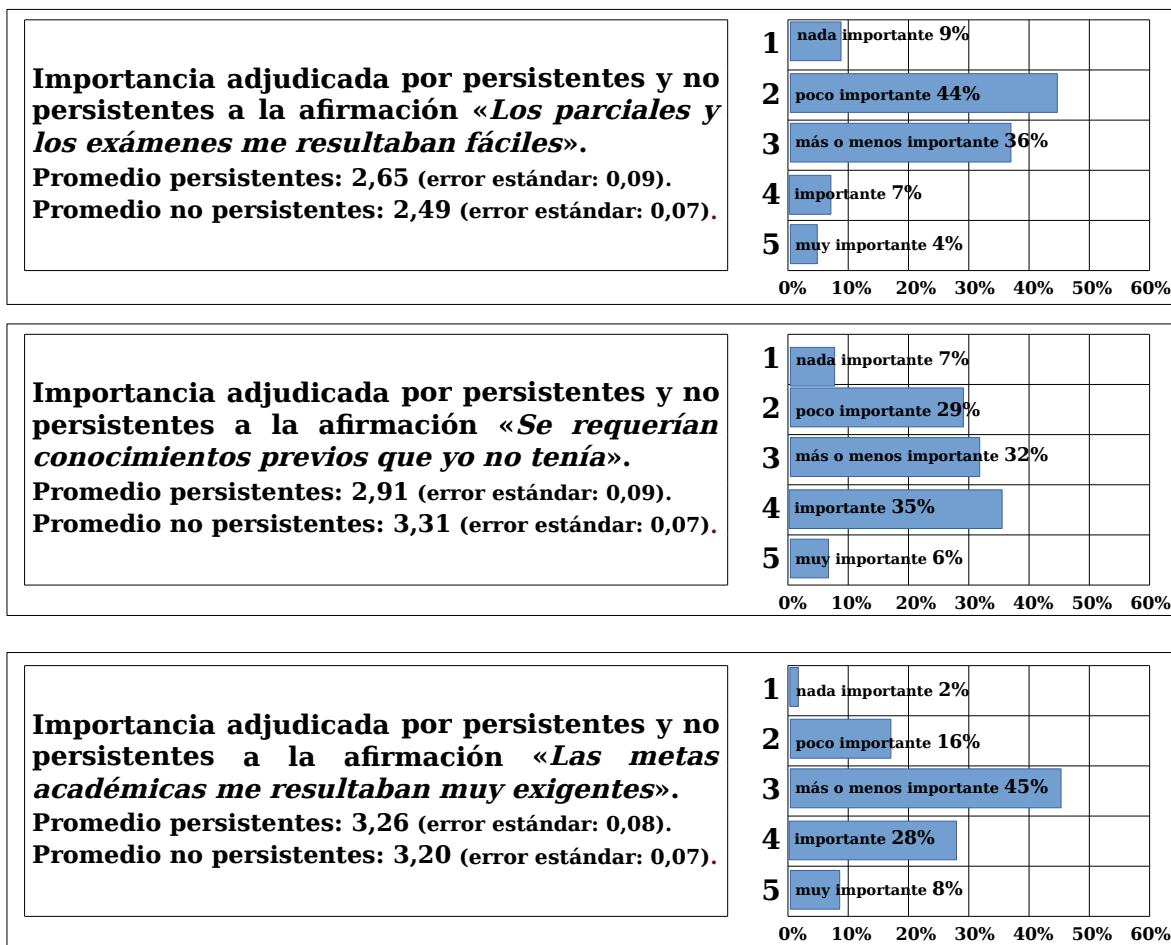 Importancia adjudicada por persistentes y no
persistentes a la afirmación «Los parciales y
los exámenes me resultaban fáciles».
Promedio persistentes: 2,65 (error estándar: 0,09).
Promedio no persistentes: 2,49 (error estándar: 0,07).
1 nada importante 9%
2 poco importante 44%
3 más o menos importante 36%
4 importante 7%
5 muy importante 4%
0% 10% 20% 30% 40% 50% 60%
Importancia adjudicada por persistentes y no
persistentes a la afirmación «Se requerían
conocimientos previos que yo no tenía».
Promedio persistentes: 2,91 (error estándar: 0,09).
Promedio no persistentes: 3,31 (error estándar: 0,07).
1 nada importante 7%
2 poco importante 29%
3 más o menos importante 32%
4 importante 35%
5 muy importante 6%
0% 10% 20% 30% 40% 50% 60%
Importancia adjudicada por persistentes y no
persistentes a la afirmación «Las metas
académicas me resultaban muy exigentes».
Promedio persistentes: 3,26 (error estándar: 0,08).
Promedio no persistentes: 3,20 (error estándar: 0,07).
1 nada importante 2%
2 poco importante 16%
3 más o menos importante 45%
4 importante 28%
5 muy importante 8%
0% 10% 20% 30% 40% 50% 60%